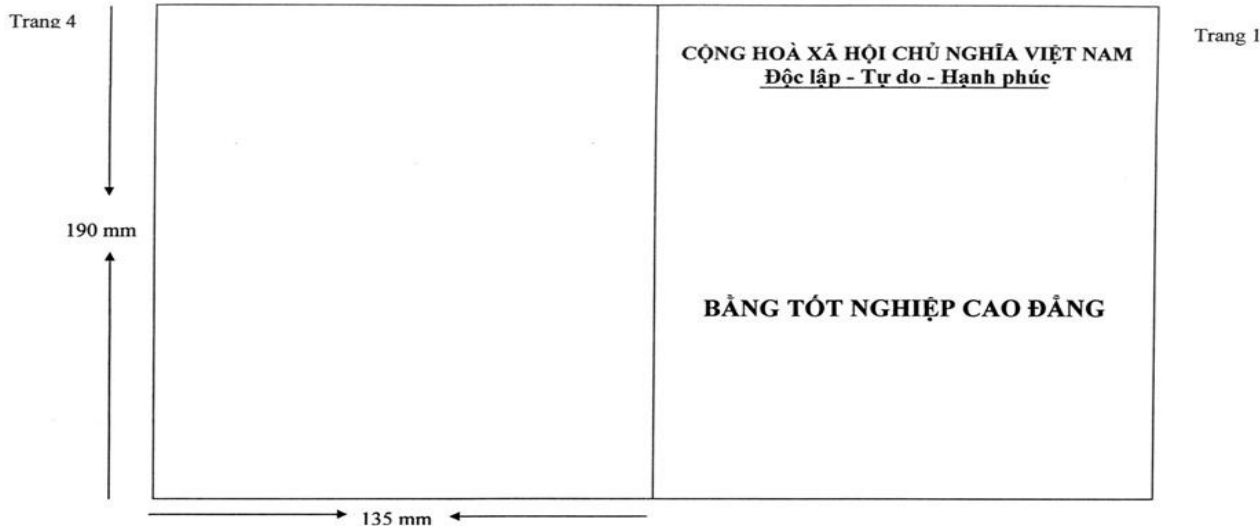 Trang 4
Trang 1
CỘNG HOÀ XÃ HỘI CHỦ NGHĨA VIỆT NAM
Độc lập - Tự do - Hạnh phúc
190 mm
BẰNG TỐT NGHIỆP CAO ĐẲNG
135 mm